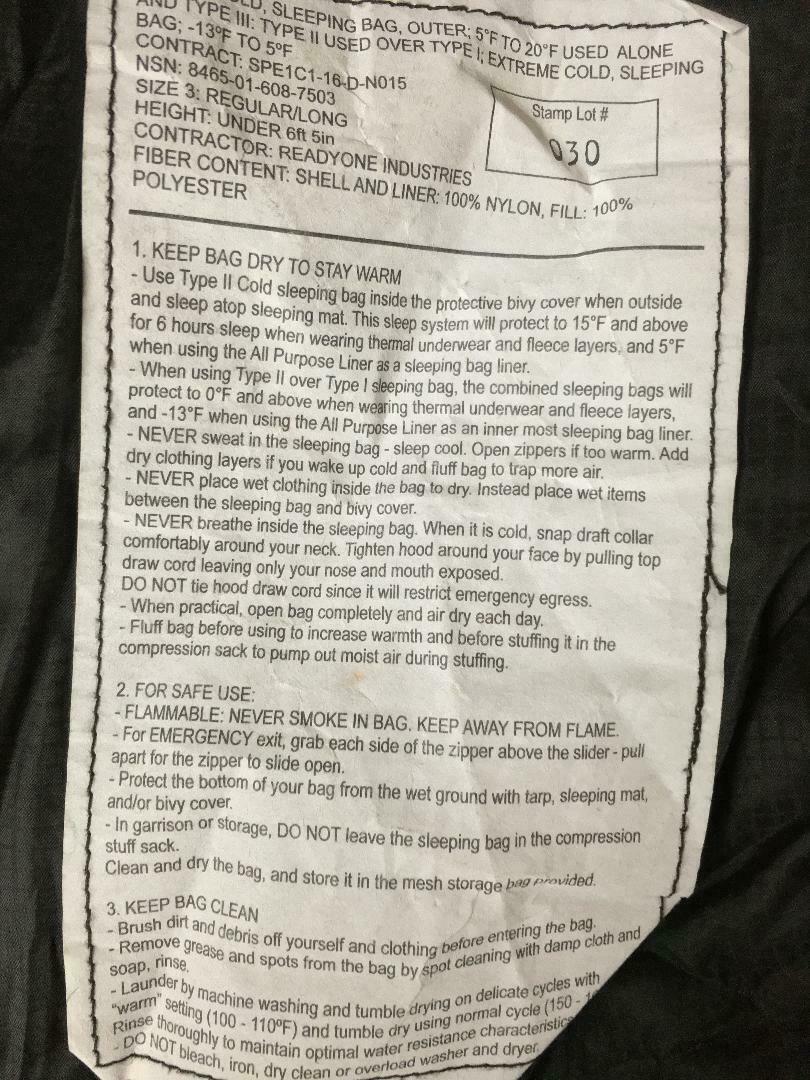 LD, SLEEPING BAG, OUTER; 5°F TO 20°F USED ALONE
AND TYPE III: TYPE II USED OVER TYPE I; EXTREME COLD, SLEEPING
BAG; -13°F TO 5°F
CONTRACT: SPE1C1-16-D-N015
NSN: 8465-01-608-7503
SIZE 3: REGULAR/LONG
HEIGHT: UNDER 6ft 5in
CONTRACTOR: READYONE INDUSTRIES
FIBER CONTENT: SHELL AND LINER: 100% NYLON, FILL: 100%
POLYESTER
Stamp Lot #
030
1. KEEP BAG DRY TO STAY WARM
- Use Type II Cold sleeping bag inside the protective bivy cover when outside
and sleep atop sleeping mat. This sleep system will protect to 15°F and above
for 6 hours sleep when wearing thermal underwear and fleece layers, and 5°F
when using the All Purpose Liner as a sleeping bag liner.
- When using Type II over Type I sleeping bag, the combined sleeping bags will
protect to 0°F and above when wearing thermal underwear and fleece layers,
and -13°F when using the All Purpose Liner as an inner most sleeping bag liner.
- NEVER sweat in the sleeping bag - sleep cool. Open zippers if too warm. Add
dry clothing layers if you wake up cold and fluff bag to trap more air.
- NEVER place wet clothing inside the bag to dry. Instead place wet items
between the sleeping bag and bivy cover.
- NEVER breathe inside the sleeping bag. When it is cold, snap draft collar
comfortably around your neck. Tighten hood around your face by pulling top
draw cord leaving only your nose and mouth exposed.
DO NOT tie hood draw cord since it will restrict emergency egress.
- When practical, open bag completely and air dry each day.
- Fluff bag before using to increase warmth and before stuffing it in the
compression sack to pump out moist air during stuffing.
2. FOR SAFE USE:
- FLAMMABLE: NEVER SMOKE IN BAG. KEEP AWAY FROM FLAME.
- For EMERGENCY exit, grab each side of the zipper above the slider - pull
apart for the zipper to slide open.
- Protect the bottom of your bag from the wet ground with tarp, sleeping mat,
and/or bivy cover.
- In garrison or storage, DO NOT leave the sleeping bag in the compression
stuff sack.
Clean and dry the bag, and store it in the mesh storage bag provided.
3. KEEP BAG CLEAN
- Brush dirt and debris off yourself and clothing before entering the bag.
- Remove grease and spots from the bag by spot cleaning with damp cloth and
soap, rinse.
- Launder by machine washing and tumble drying on delicate cycles with
"warm" setting (100 - 110ºF) and tumble dry using normal cycle (150 -
Rinse thoroughly to maintain optimal water resistance characteristics
- DO NOT bleach, iron, dry clean or overload washer and dryer.